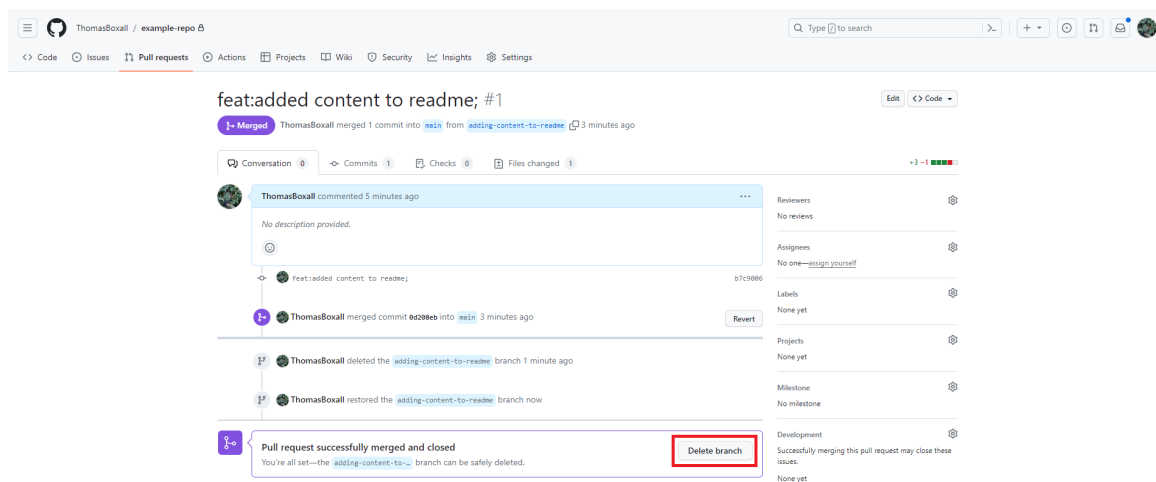 ThomasBoxall / example-repo
Type / to search
Code Issues Pull requests Actions Projects Wiki Security Insights Settings
feat:added content to readme; #1
Edit <> Code
Merged ThomasBoxall merged 1 commit into main from adding-content-to-readme 3 minutes ago
Conversation 0 Commits 1 Checks 0 Files changed 1
+3 −1
ThomasBoxall commented 5 minutes ago
No description provided.
feat:added content to readme; b7c9006
ThomasBoxall merged commit 0d208eb into main 3 minutes ago
Revert
ThomasBoxall deleted the adding-content-to-readme branch 1 minute ago
ThomasBoxall restored the adding-content-to-readme branch now
Pull request successfully merged and closed
You're all set—the adding-content-to-… branch can be safely deleted.
Delete branch
Reviewers
No reviews
Assignees
No one—assign yourself
Labels
None yet
Projects
None yet
Milestone
No milestone
Development
Successfully merging this pull request may close these
issues.
None yet